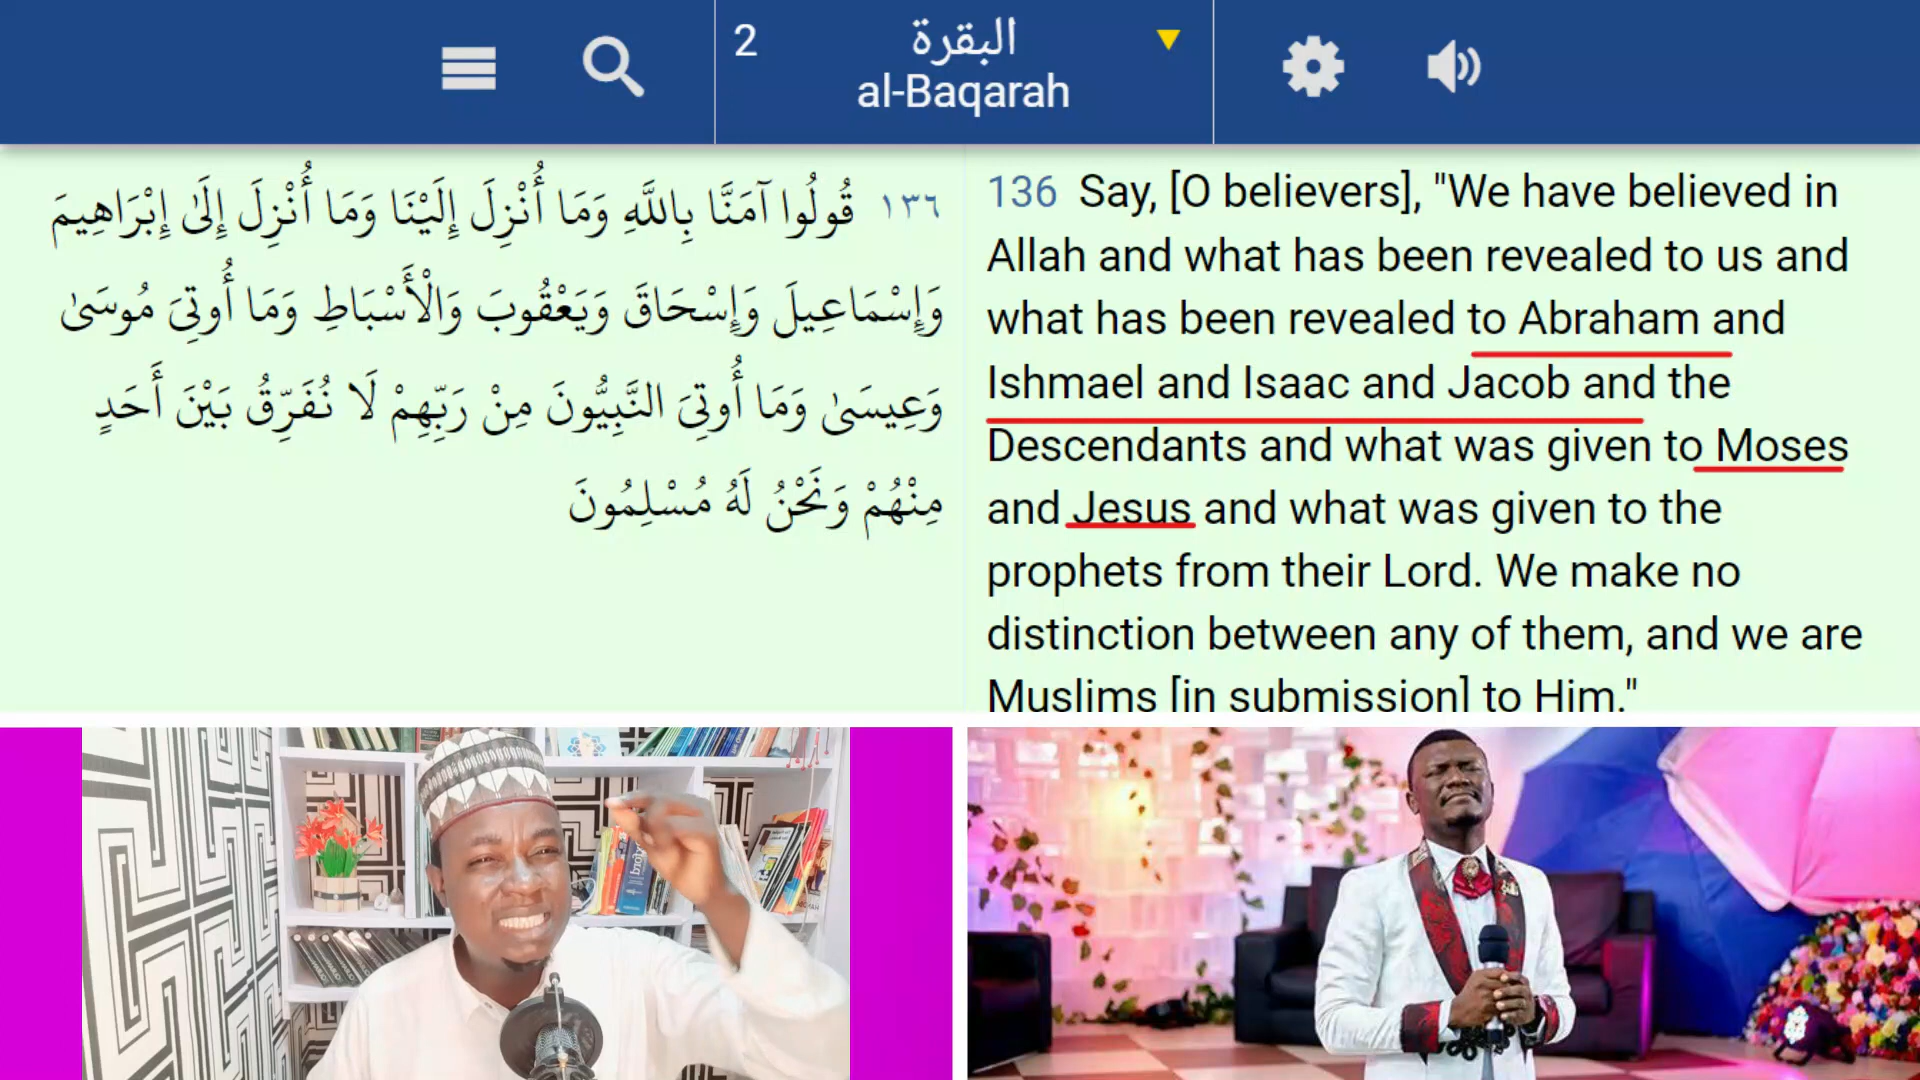 2
البقرة
al-Baqarah
١٣٦ قُولُوا آمَنَّا بِاللَّهِ وَمَا أُنْزِلَ إِلَيْنَا وَمَا أُنْزِلَ إِلَىٰ إِبْرَاهِيمَ
وَإِسْمَاعِيلَ وَإِسْحَاقَ وَيَعْقُوبَ وَالْأَسْبَاطِ وَمَا أُوتِيَ مُوسَىٰ
وَعِيسَىٰ وَمَا أُوتِيَ النَّبِيُّونَ مِنْ رَبِّهِمْ لَا نُفَرِّقُ بَيْنَ أَحَدٍ
مِنْهُمْ وَنَحْنُ لَهُ مُسْلِمُونَ
136 Say, [O believers], "We have believed in
Allah and what has been revealed to us and
what has been revealed to Abraham and
Ishmael and Isaac and Jacob and the
Descendants and what was given to Moses
and Jesus and what was given to the
prophets from their Lord. We make no
distinction between any of them, and we are
Muslims [in submission] to Him."